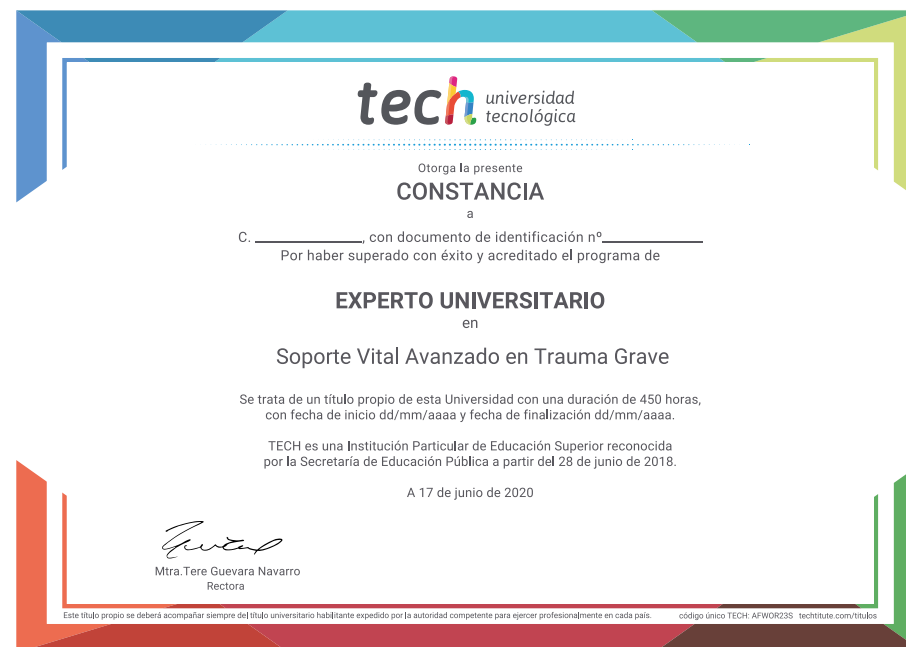 tech universidad
tecnológica
Otorga la presente
CONSTANCIA
a
C. ______________, con documento de identificación nº_____________
Por haber superado con éxito y acreditado el programa de
EXPERTO UNIVERSITARIO
en
Soporte Vital Avanzado en Trauma Grave
Se trata de un título propio de esta Universidad con una duración de 450 horas,
con fecha de inicio dd/mm/aaaa y fecha de finalización dd/mm/aaaa.
TECH es una Institución Particular de Educación Superior reconocida
por la Secretaría de Educación Pública a partir del 28 de junio de 2018.
A 17 de junio de 2020
Mtra.Tere Guevara Navarro
Rectora
Este título propio se deberá acompañar siempre del título universitario habilitante expedido por la autoridad competente para ejercer profesionalmente en cada país. código único TECH: AFWOR23S techtitute.com/titulos